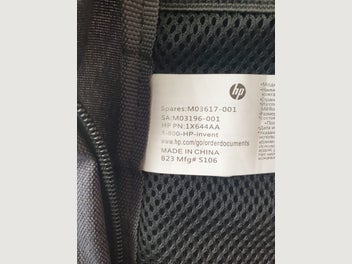 hp
Spares:M03617-001
SA:M03196-001
HP PN:1X644AA
1-800-HP-invent
www.hp.com/go/orderdocuments
MADE IN CHINA
B23 Mfg# S106